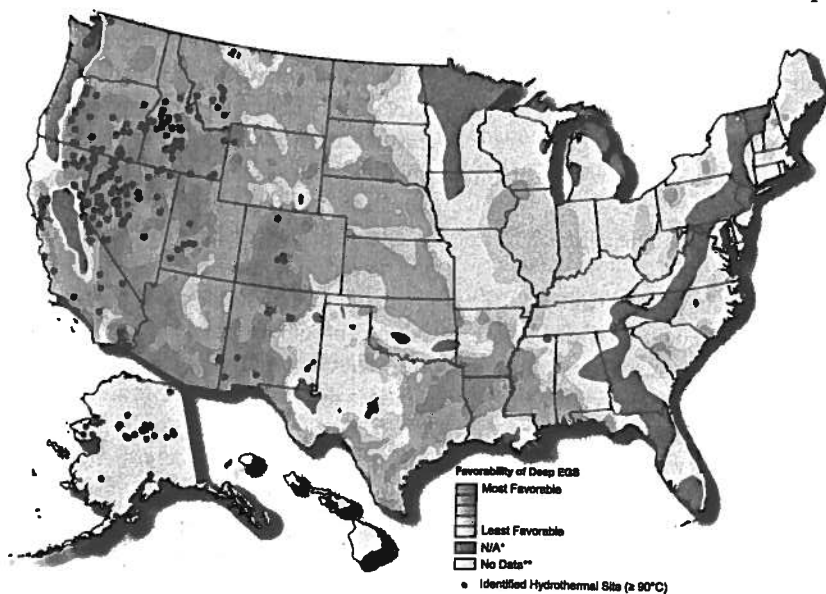 Favorability of Deep EGS
Most Favorable
Least Favorable
N/A*
No Data**
Identified Hydrothermal Site (≥ 90°C)